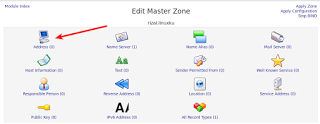 Module Index
Edit Master Zone
Apply Zone
Apply Configuration
Stop BIND
Address (0)
Name Server (1)
Name Alias (0)
Mail Server (0)
Host Information (0)
Text (0)
Sender Permitted From (0)
Well Known Service (0)
Responsible Person (0)
Reverse Address (0)
Location (0)
Service Address (0)
Public Key (0)
IPv6 Address (0)
All Record Types (1)